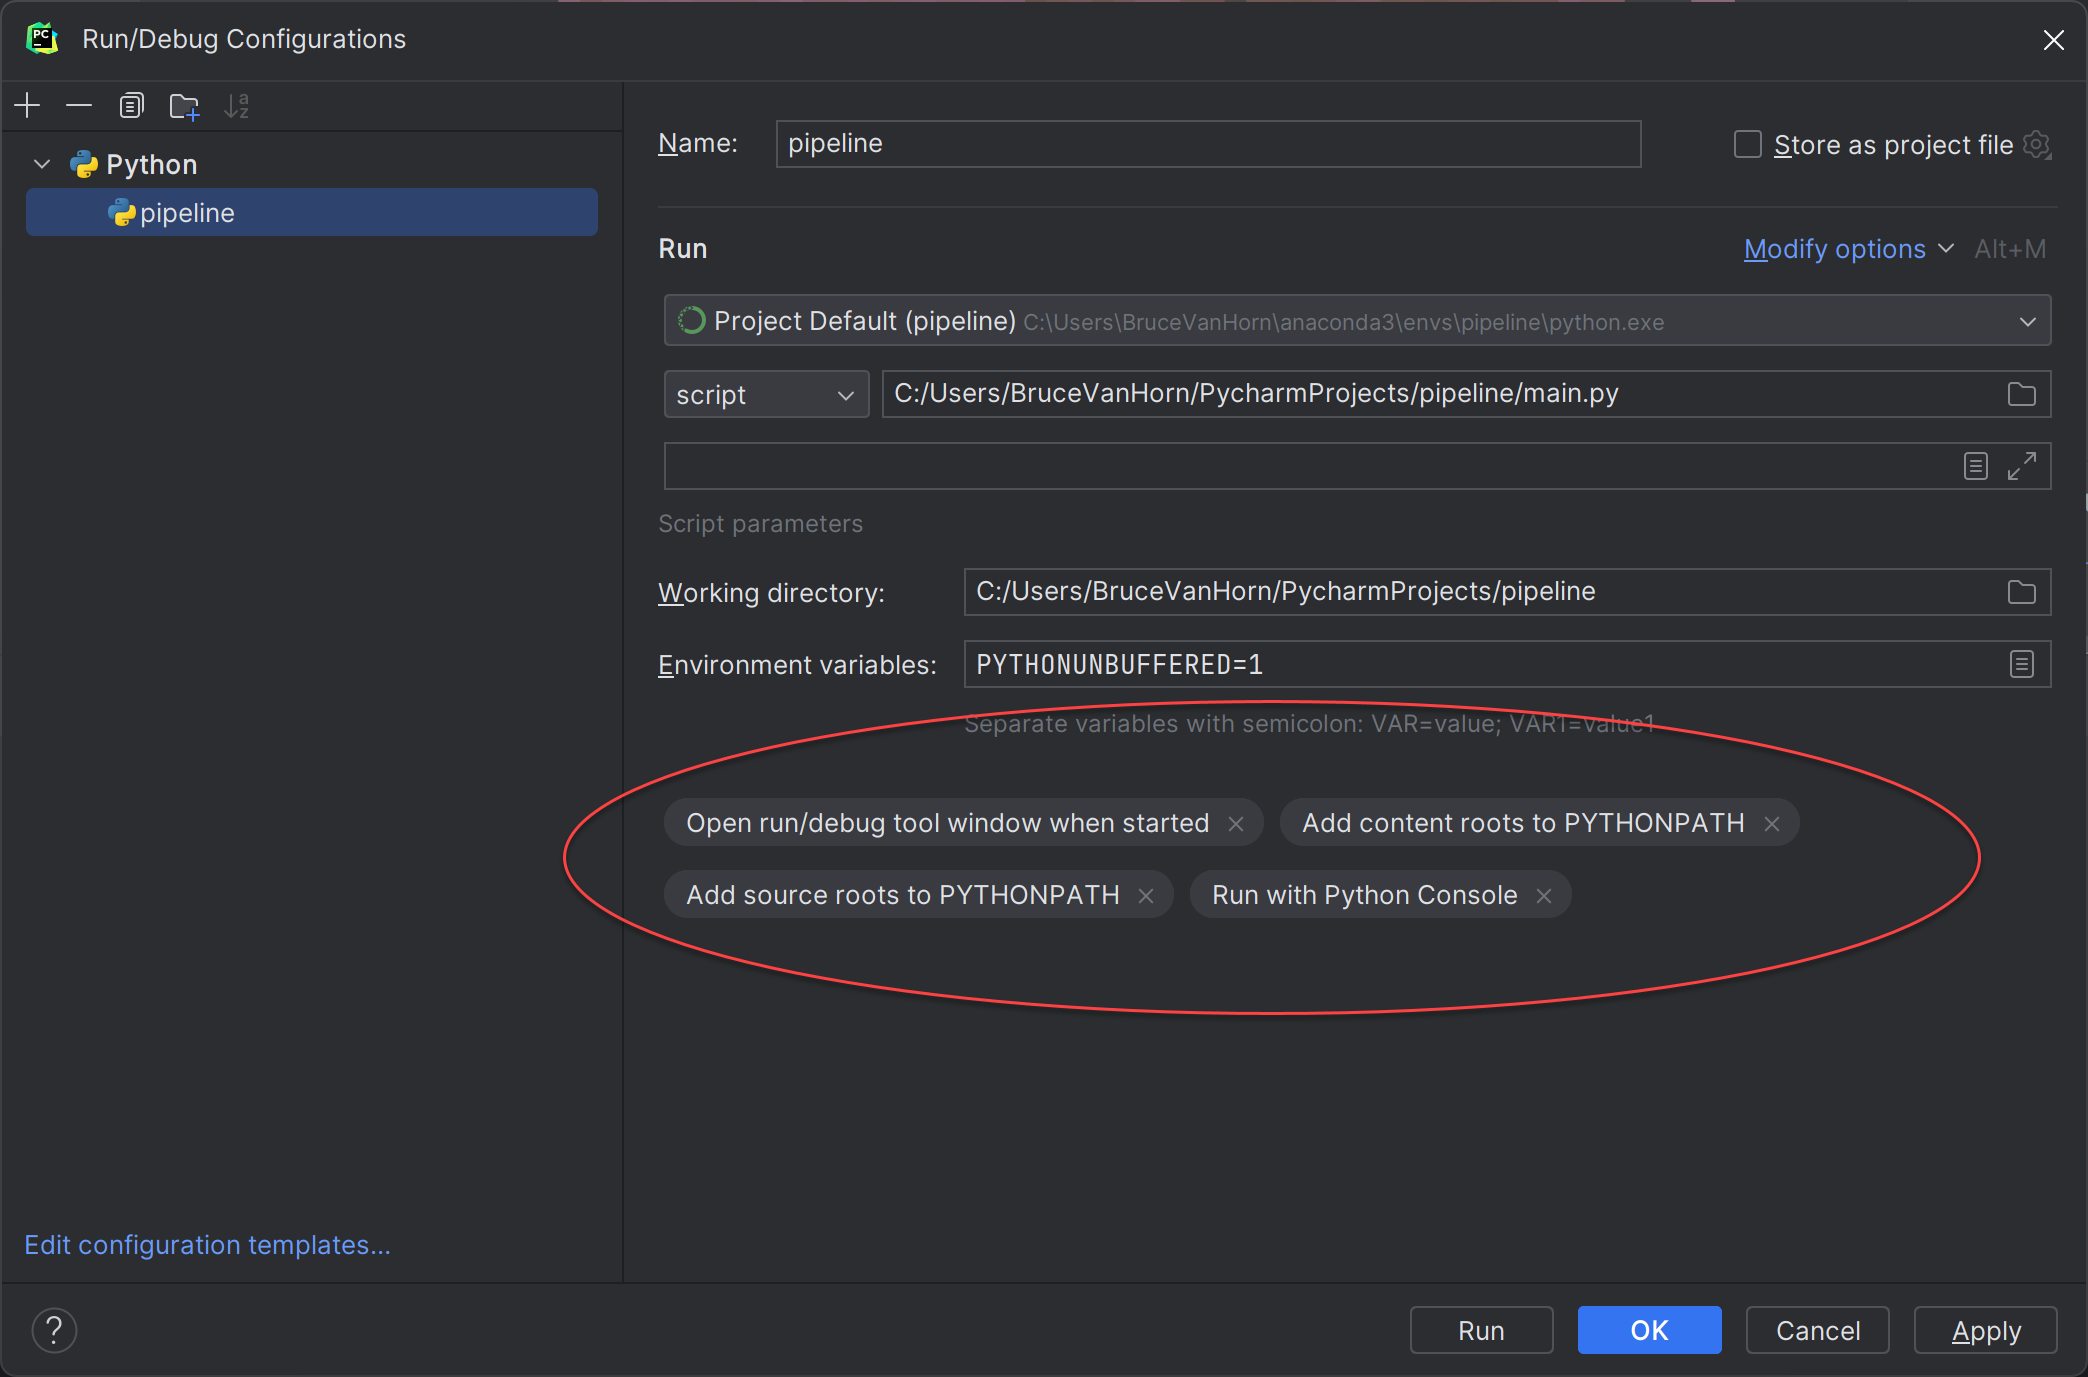 PC
Run/Debug Configurations
Python
pipeline
Name:
pipeline
Store as project file
Run
Modify options
Alt+M
Project Default (pipeline) C:\Users\BruceVanHorn\anaconda3\envs\pipeline\python.exe
script
C:/Users/BruceVanHorn/PycharmProjects/pipeline/main.py
Script parameters
Working directory:
C:/Users/BruceVanHorn/PycharmProjects/pipeline
Environment variables:
PYTHONUNBUFFERED=1
Separate variables with semicolon: VAR=value; VAR1=value1
Open run/debug tool window when started
Add content roots to PYTHONPATH
Add source roots to PYTHONPATH
Run with Python Console
Edit configuration templates...
?
Run
OK
Cancel
Apply